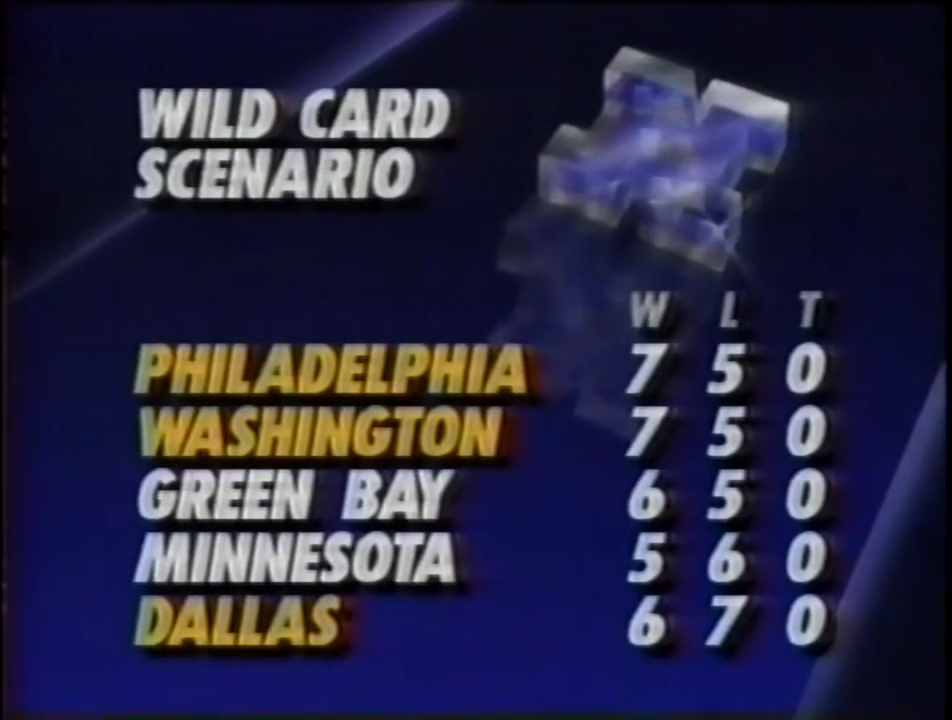 WILD CARD
SCENARIO
W L T
PHILADELPHIA 7 5 0
WASHINGTON 7 5 0
GREEN BAY 6 5 0
MINNESOTA 5 6 0
DALLAS 6 7 0